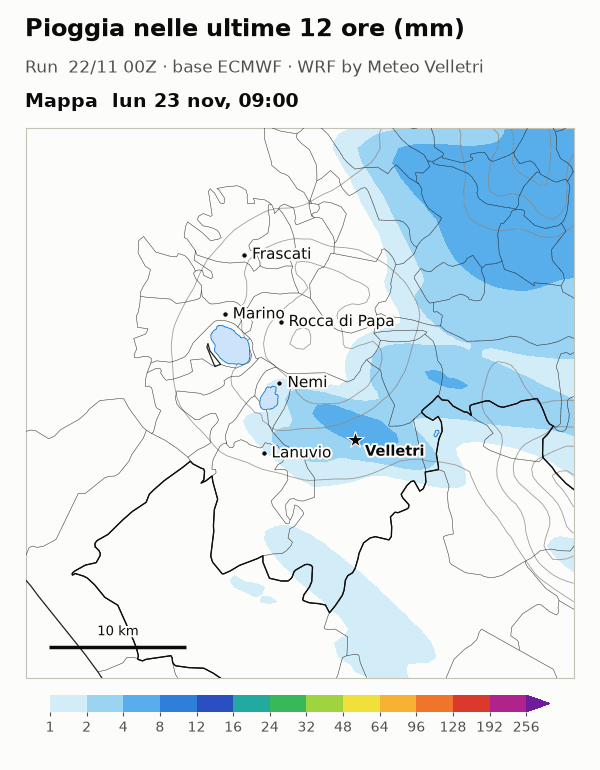 Pioggia nelle ultime 12 ore (mm)
Run  22/11 00Z · base ECMWF · WRF by Meteo Velletri
Mappa  lun 23 nov, 09:00
Frascati
Marino
Rocca di Papa
Nemi
Velletri
Lanuvio
10 km
1 2 4 8 12 16 24 32 48 64 96 128 192 256